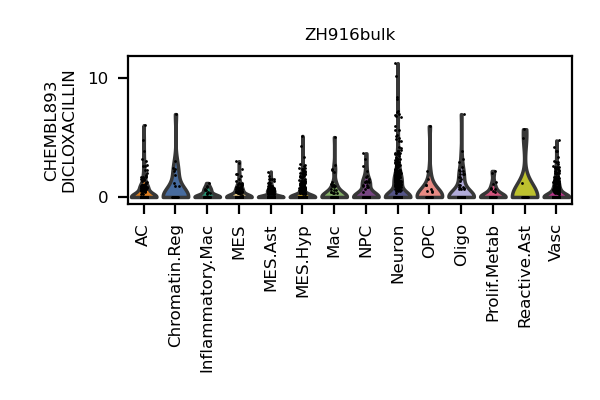 ZH916bulk
CHEMBL893
DICLOXACILLIN
10
0
AC
Chromatin.Reg
Inflammatory.Mac
MES
MES.Ast
MES.Hyp
Mac
NPC
Neuron
OPC
Oligo
Prolif.Metab
Reactive.Ast
Vasc